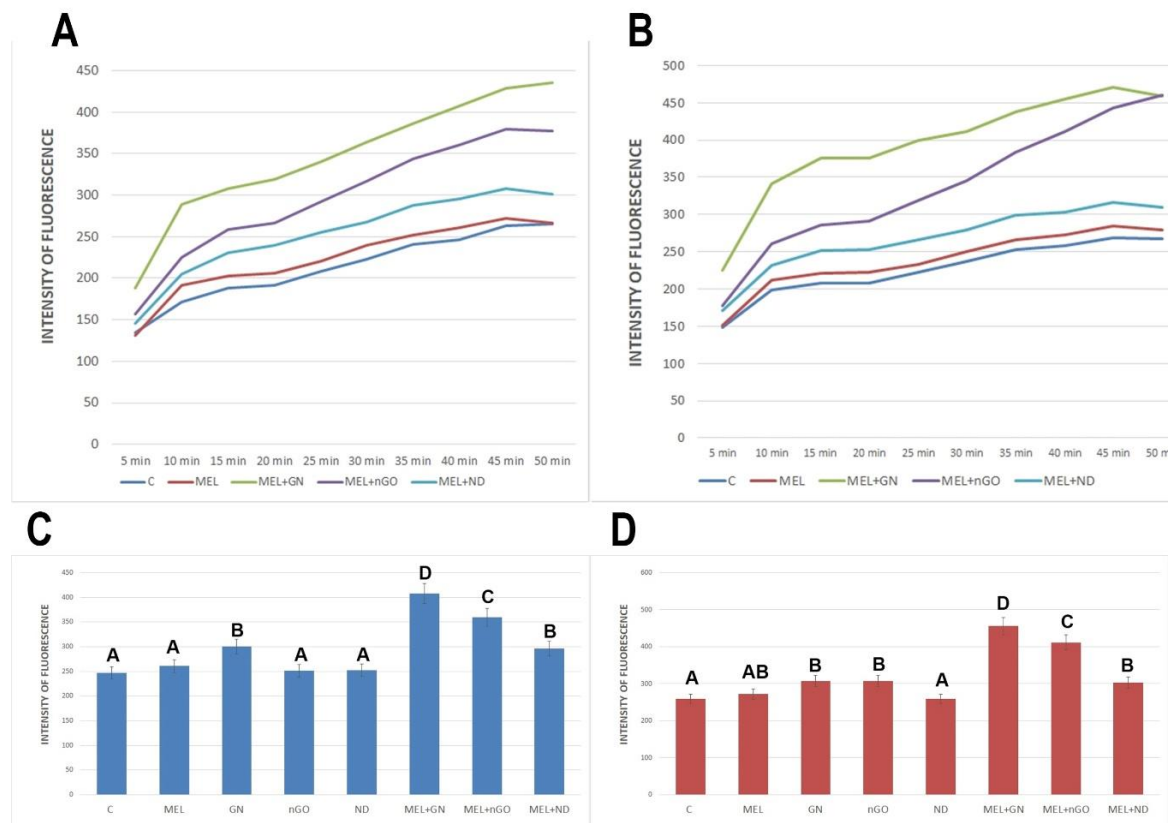 A
INTENSITY OF FLUORESCENCE
450
400
350
300
250
200
150
100
50
0
5 min 10 min 15 min 20 min 25 min 30 min 35 min 40 min 45 min 50 min
C MEL MEL+GN MEL+nGO MEL+ND
B
INTENSITY OF FLUORESCENCE
500
450
400
350
300
250
200
150
100
50
0
5 min 10 min 15 min 20 min 25 min 30 min 35 min 40 min 45 min 50 m
C MEL MEL+GN MEL+nGO MEL+ND
C
INTENSITY OF FLUORESCENCE
450
400
350
300
250
200
150
100
50
0
A A B A A D C B
C MEL GN nGO ND MEL+GN MEL+nGO MEL+ND
D
INTENSITY OF FLUORESCENCE
600
500
400
300
200
100
0
A AB B B A D C B
C MEL GN nGO ND MEL+GN MEL+nGO MEL+ND